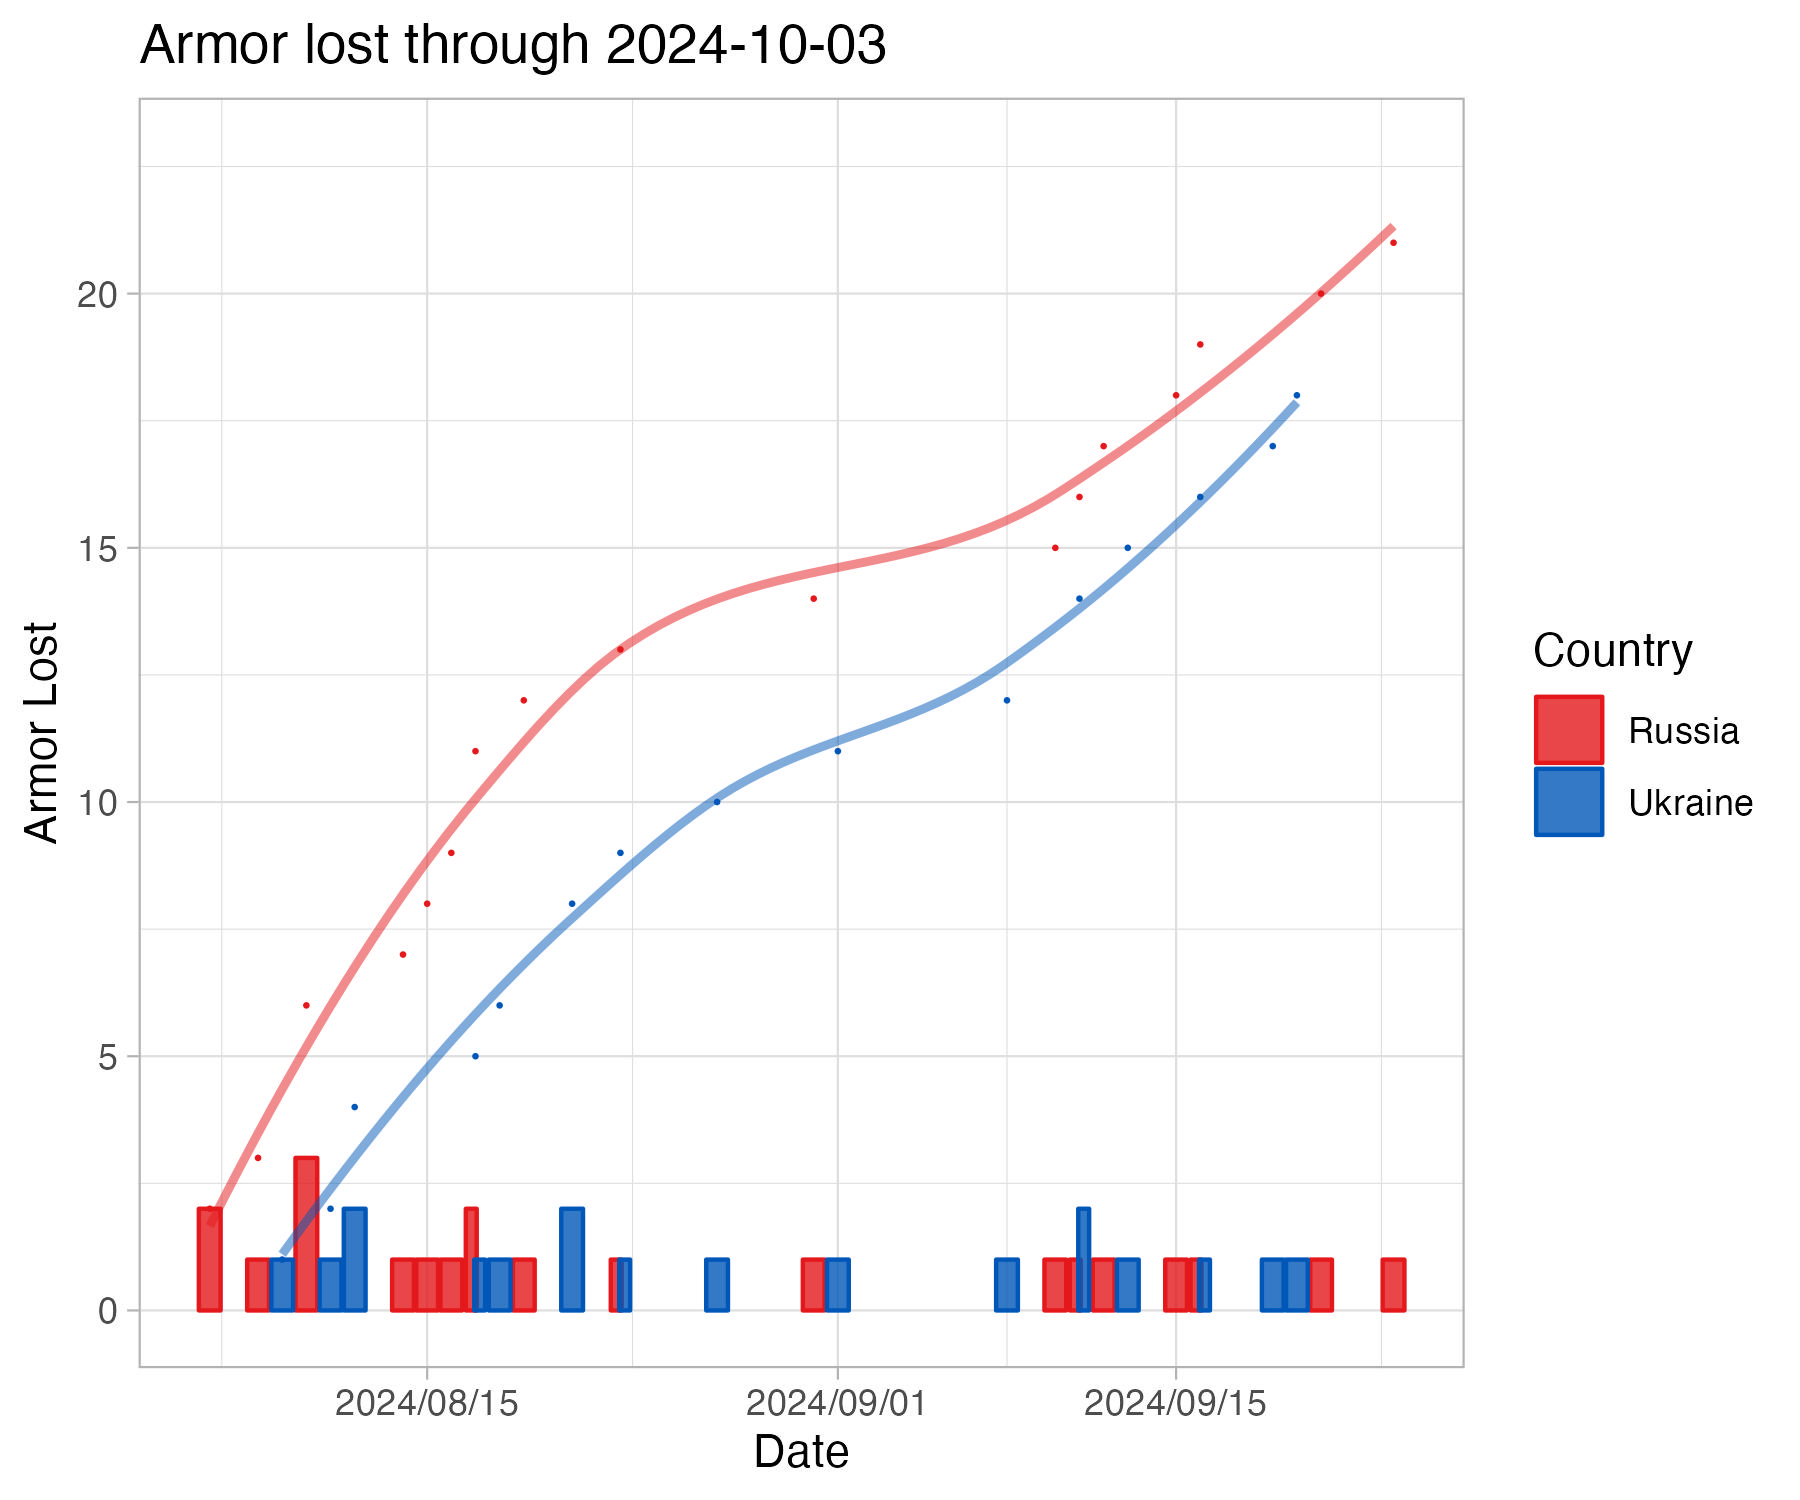 Armor lost through 2024-10-03
Armor Lost
20
15
10
5
0
2024/08/15
2024/09/01
2024/09/15
Date
Country
Russia
Ukraine